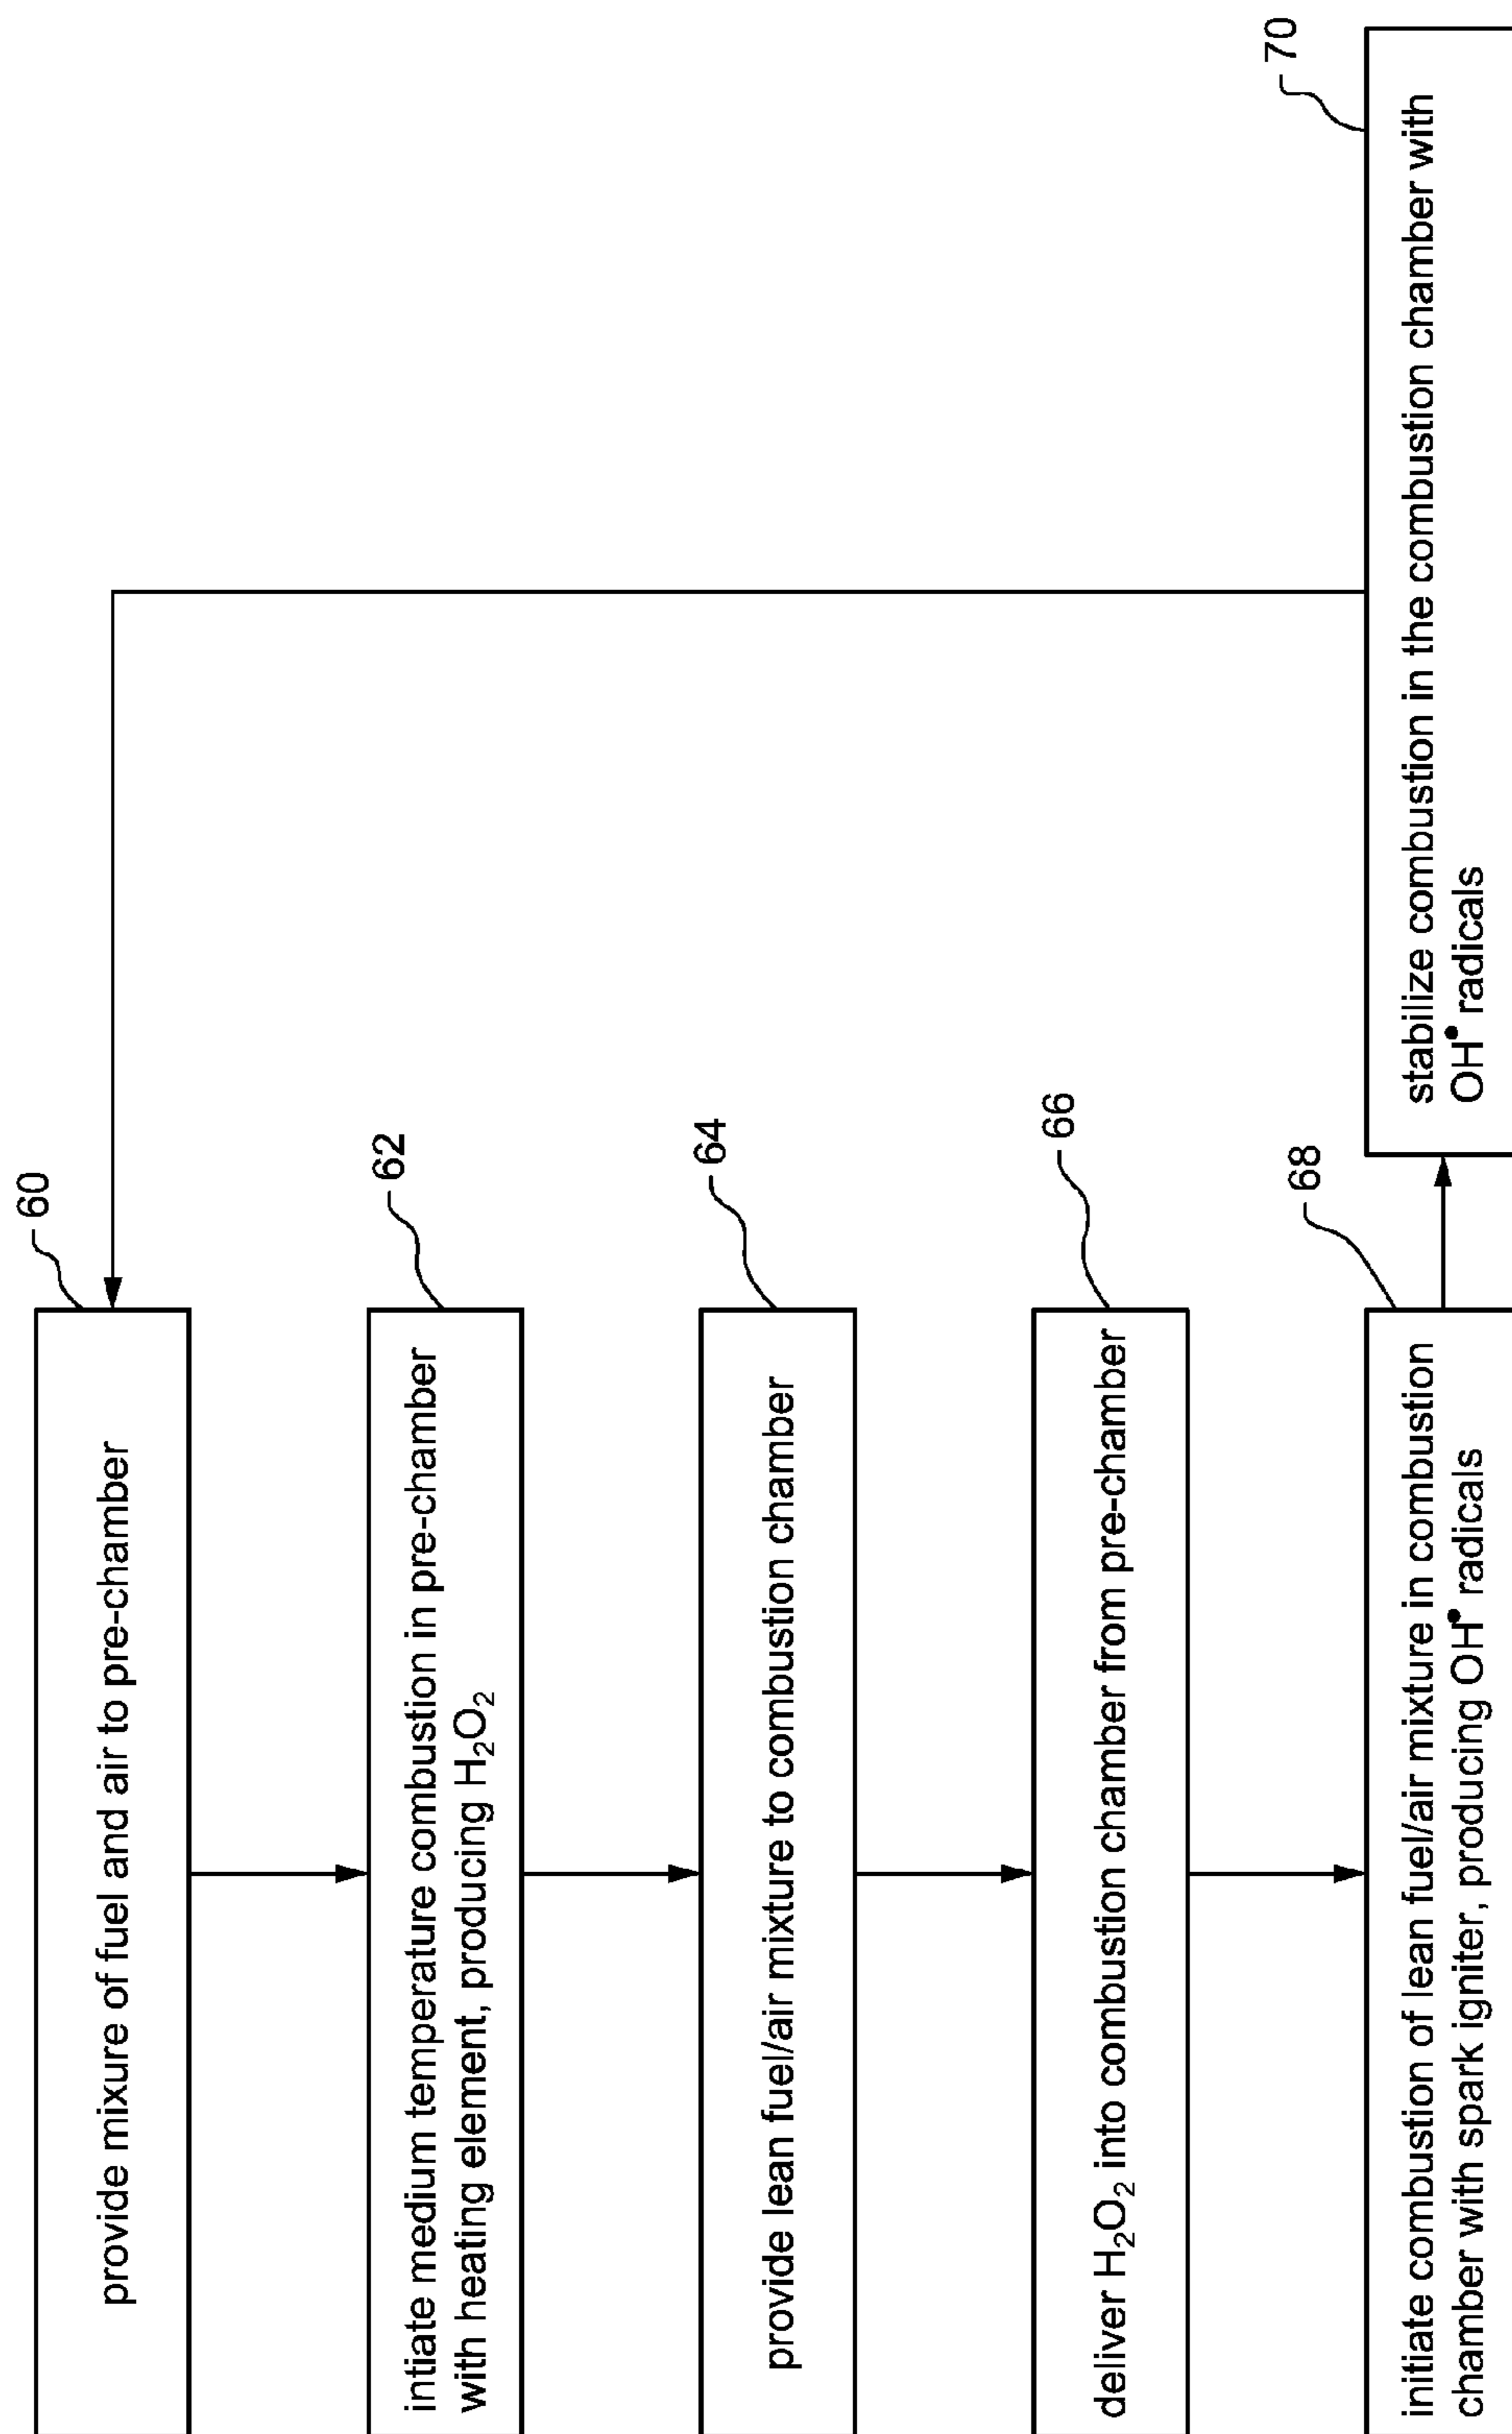 60
provide mixure of fuel and air to pre-chamber
62
intiate medium temperature combustion in pre-chamber
with heating element, producing H₂O₂
64
provide lean fuel/air mixture to combustion chamber
66
deliver H₂O₂ into combustion chamber from pre-chamber
68
initiate combustion of lean fuel/air mixture in combustion
chamber with spark igniter, producing OH• radicals
70
stabilize combustion in the combustion chamber with
OH• radicals